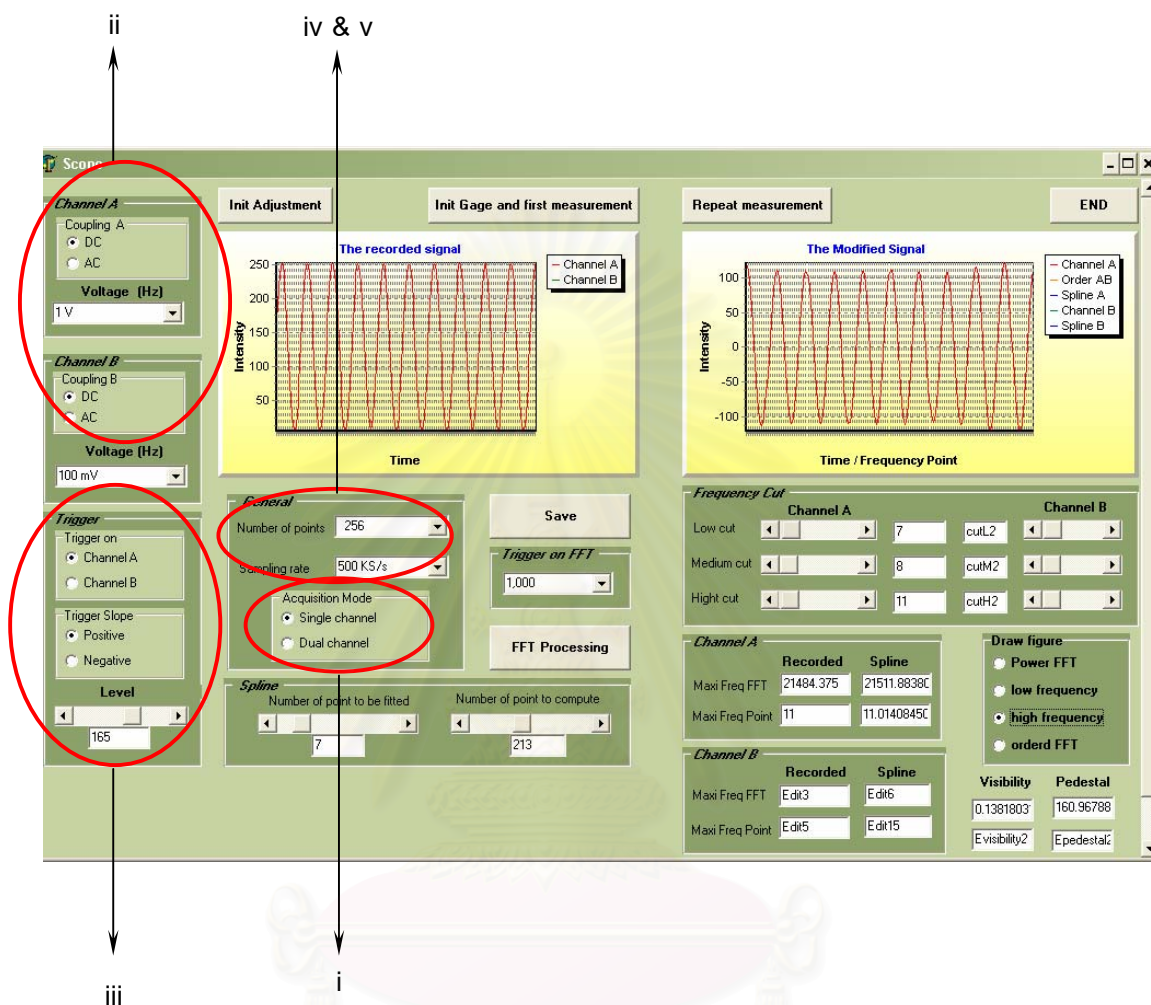 ii
iv & v
Scope
Channel A
Coupling A
DC
AC
Voltage (Hz)
1 V
Channel B
Coupling B
DC
AC
Voltage (Hz)
100 mV
Trigger
Trigger on
Channel A
Channel B
Trigger Slope
Positive
Negative
Level
165
Init Adjustment
Init Gage and first measurement
Repeat measurement
END
The recorded signal
Channel A
Channel B
250
200
150
100
50
Intensity
Time
The Modified Signal
Channel A
Order AB
Spline A
Channel B
Spline B
100
50
0
-50
-100
Intensity
Time / Frequency Point
General
Number of points
256
Sampling rate
500 KS/s
Acquisition Mode
Single channel
Dual channel
Save
Trigger on FFT
1,000
FFT Processing
Spline
Number of point to be fitted
7
Number of point to compute
213
Frequency Cut
Channel A
Channel B
Low cut
7
cutL2
Medium cut
8
cutM2
Hight cut
11
cutH2
Channel A
Recorded Spline
Maxi Freq FFT
21484.375
21511.8838
Maxi Freq Point
11
11.0140845
Channel B
Recorded Spline
Maxi Freq FFT
Edit3
Edit6
Maxi Freq Point
Edit5
Edit15
Draw figure
Power FFT
low frequency
high frequency
orderd FFT
Visibility Pedestal
0.138180
160.96788
Evisibility2
Epedestal2
iii
i